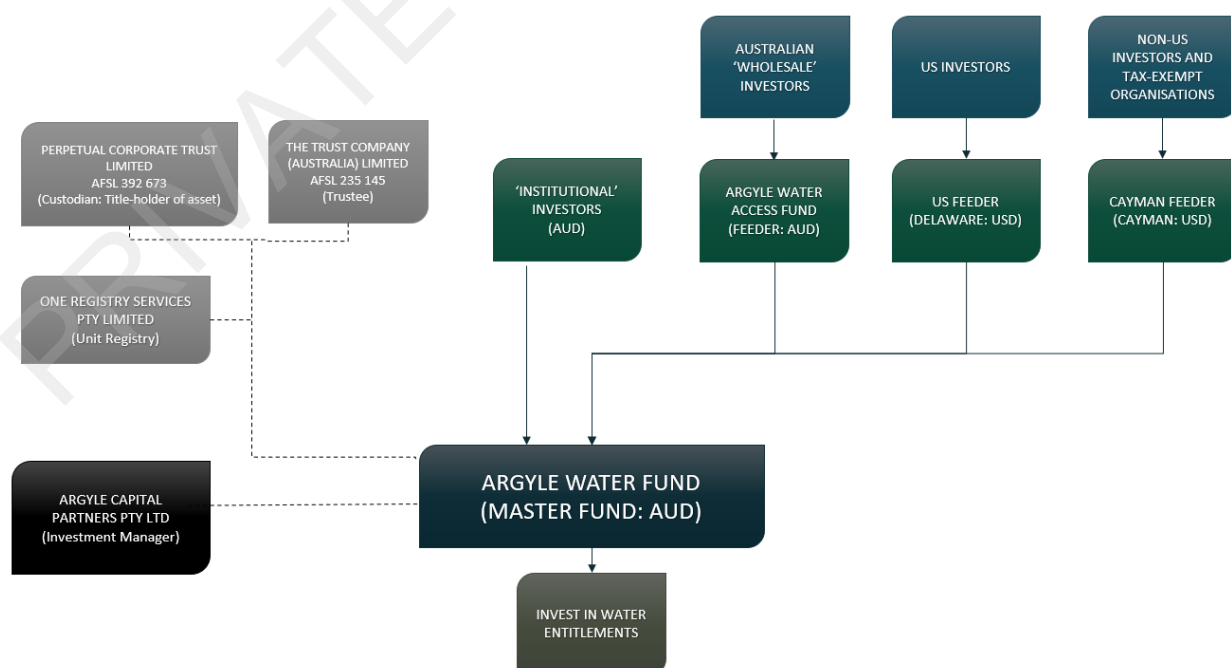 AUSTRALIAN
‘WHOLESALE’
INVESTORS
US INVESTORS
NON-US
INVESTORS AND
TAX-EXEMPT
ORGANISATIONS
PERPETUAL CORPORATE TRUST
LIMITED
AFSL 392 673
(Custodian: Title-holder of asset)
THE TRUST COMPANY
(AUSTRALIA) LIMITED
AFSL 235 145
(Trustee)
‘INSTITUTIONAL’
INVESTORS
(AUD)
ARGYLE WATER
ACCESS FUND
(FEEDER: AUD)
US FEEDER
(DELAWARE: USD)
CAYMAN FEEDER
(CAYMAN: USD)
ONE REGISTRY SERVICES
PTY LIMITED
(Unit Registry)
ARGYLE CAPITAL
PARTNERS PTY LTD
(Investment Manager)
ARGYLE WATER FUND
(MASTER FUND: AUD)
INVEST IN WATER
ENTITLEMENTS
PRIVATE